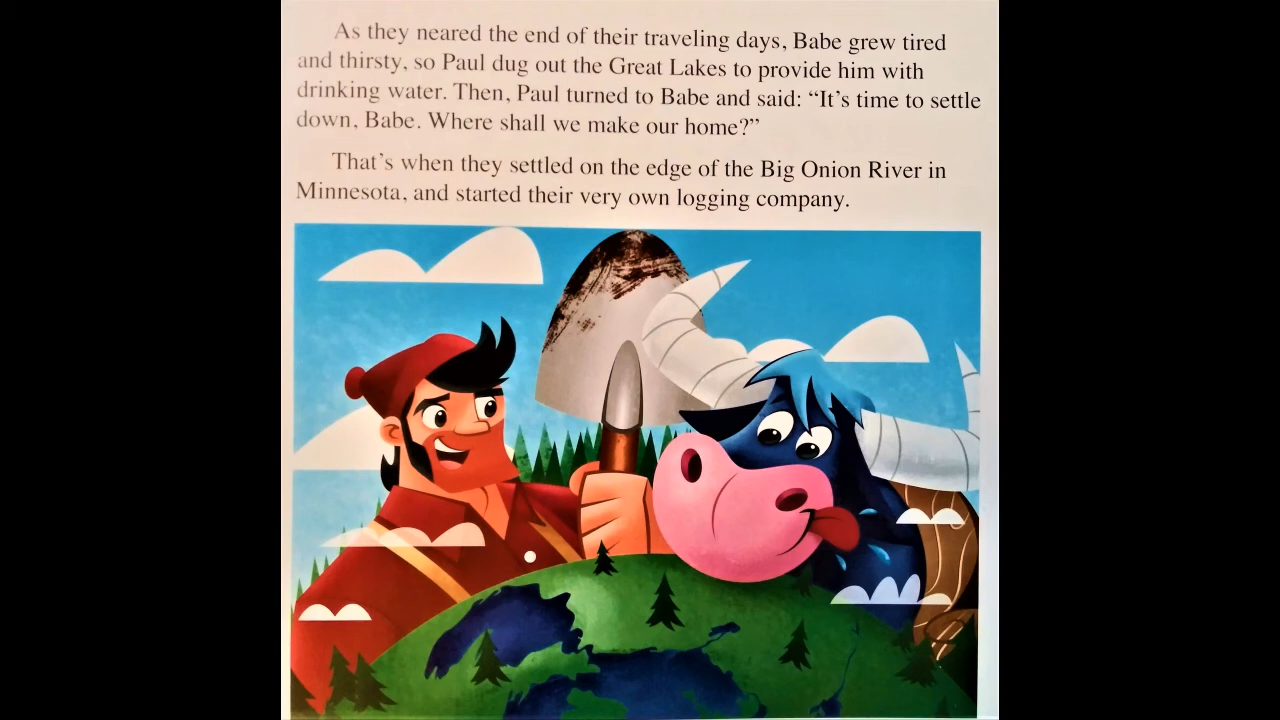 As they neared the end of their traveling days, Babe grew tired
and thirsty, so Paul dug out the Great Lakes to provide him with
drinking water. Then, Paul turned to Babe and said: “It’s time to settle
down, Babe. Where shall we make our home?”
That’s when they settled on the edge of the Big Onion River in
Minnesota, and started their very own logging company.